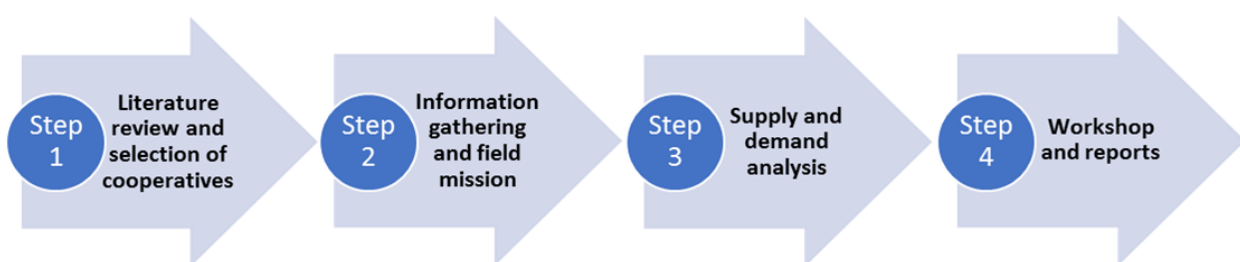 Step
1
Literature
review and
selection of
cooperatives
Step
2
Information
gathering
and field
mission
Step
3
Supply and
demand
analysis
Step
4
Workshop
and reports